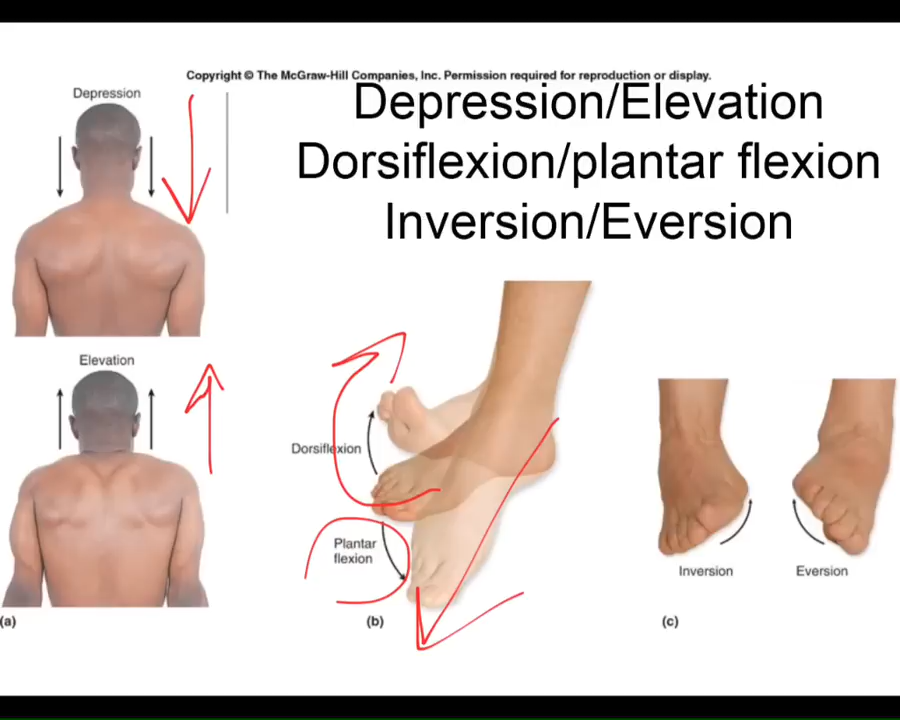 Copyright © The McGraw-Hill Companies, Inc. Permission required for reproduction or display.
Depression/Elevation
Dorsiflexion/plantar flexion
Inversion/Eversion
Depression
Elevation
(a)
Dorsiflexion
Plantar
flexion
(b)
Inversion
Eversion
(c)